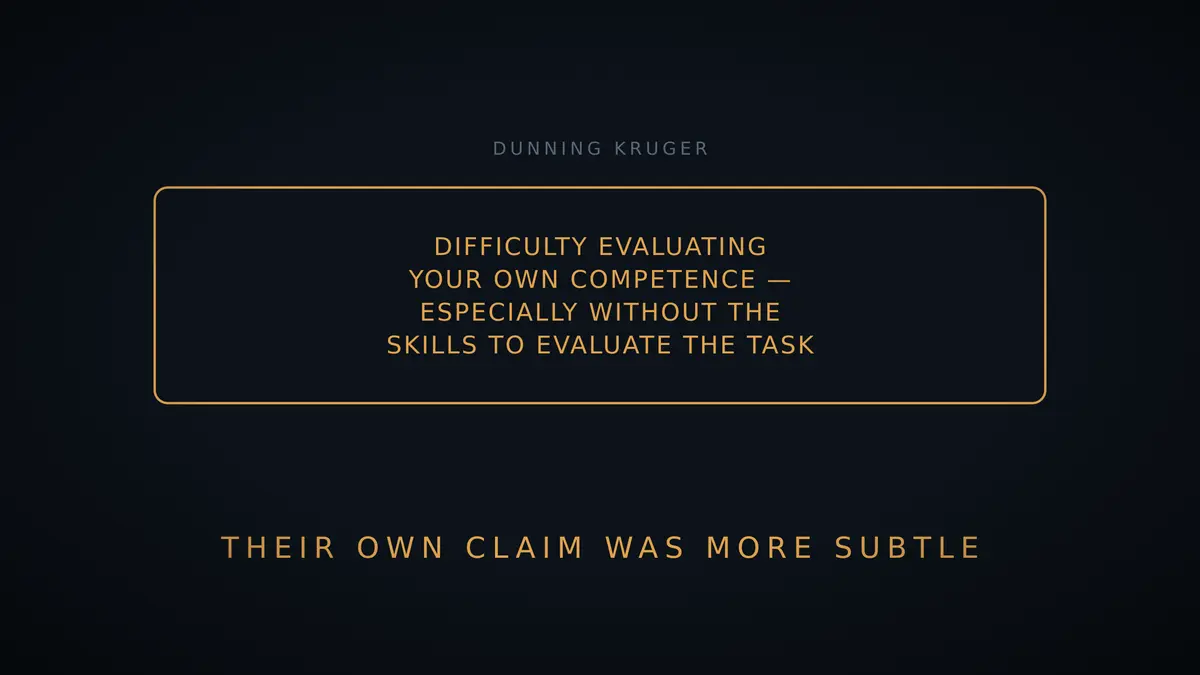 DUNNING KRUGER
DIFFICULTY EVALUATING
YOUR OWN COMPETENCE —
ESPECIALLY WITHOUT THE
SKILLS TO EVALUATE THE TASK
THEIR OWN CLAIM WAS MORE SUBTLE